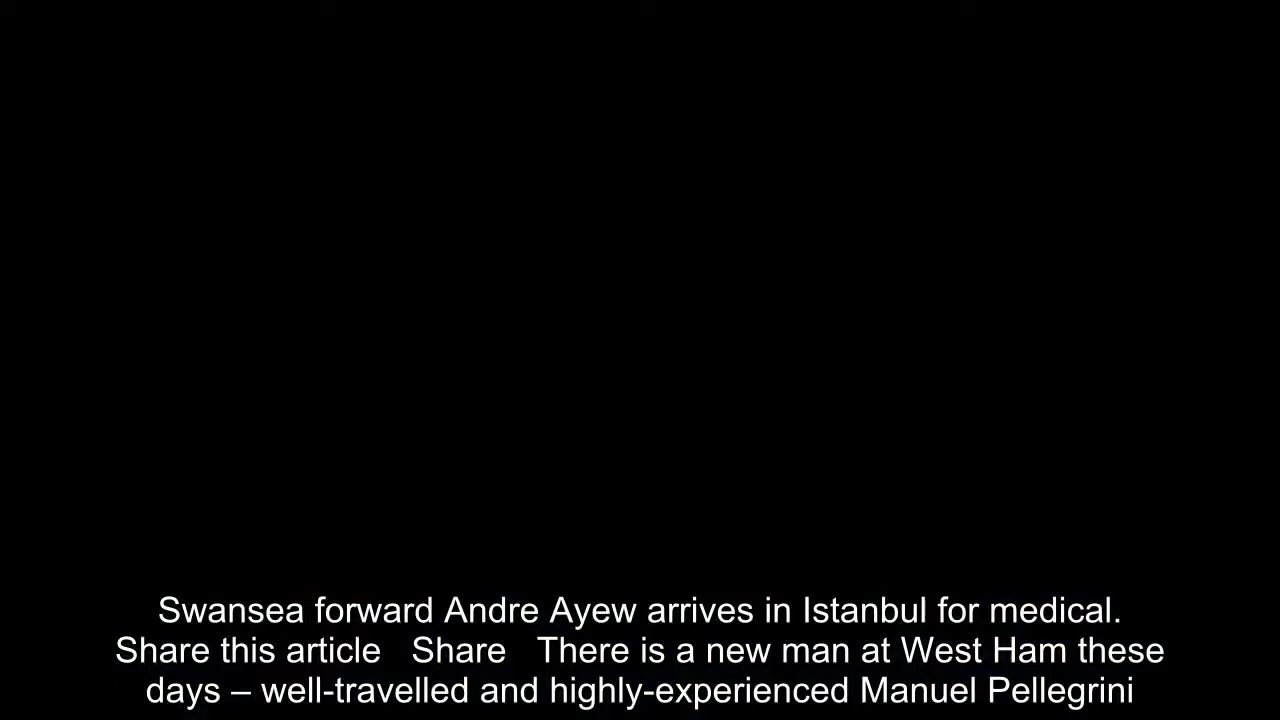 Swansea forward Andre Ayew arrives in Istanbul for medical.
Share this article   Share   There is a new man at West Ham these
days – well-travelled and highly-experienced Manuel Pellegrini